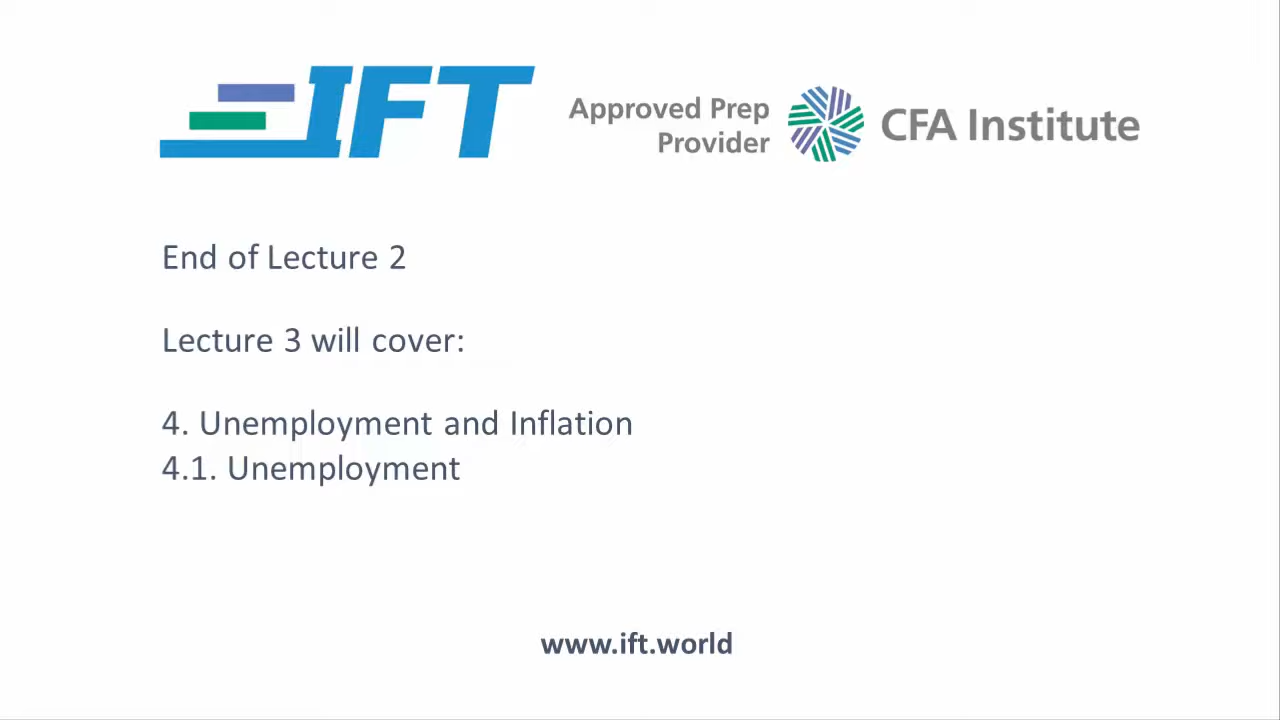 IFT
Approved Prep
Provider
CFA Institute
End of Lecture 2
Lecture 3 will cover:
4. Unemployment and Inflation
4.1. Unemployment
www.ift.world